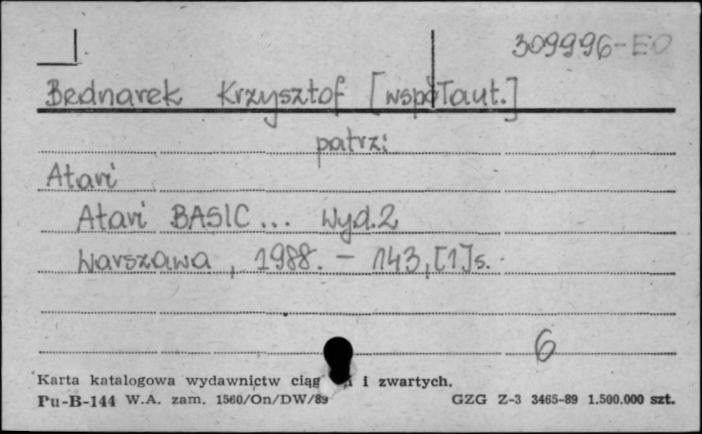 309996-EO
Bednarek Krzysztof [współaut.]
patrz:
Atari
Atari BASIC... Wyd.2
Warszawa, 1988. - 143,[1]s.
6
Karta katalogowa wydawnictw ciąg i zwartych.
Pu-B-144 W.A. zam. 1560/On/DW/89 GZG Z-3 3465-89 1.500.000 szt.